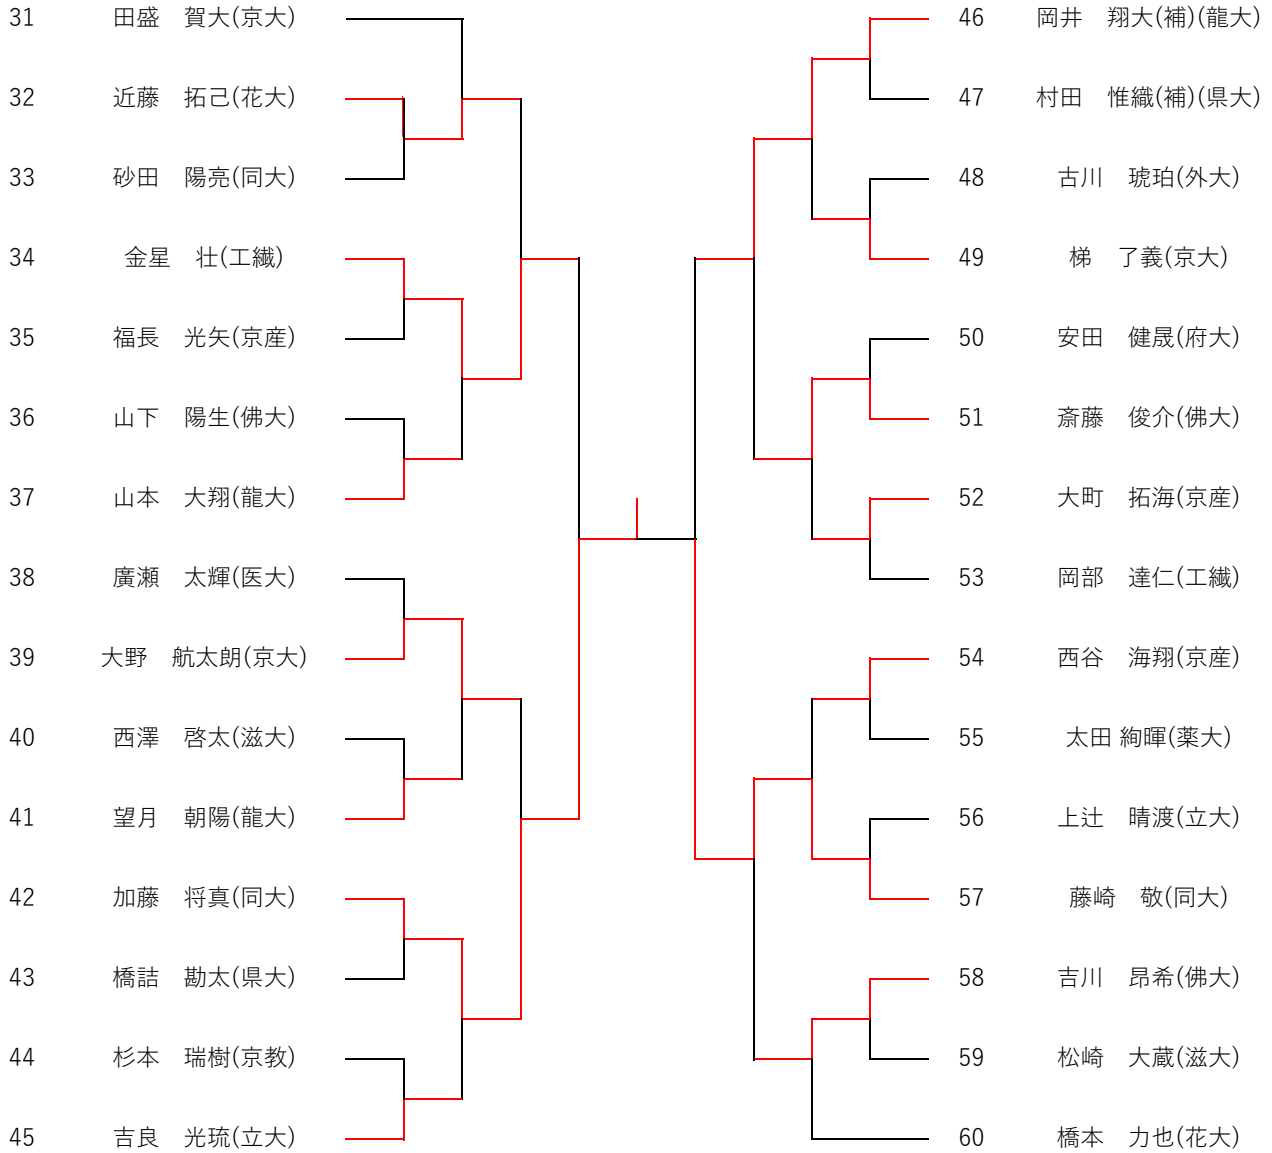 31 田盛　賀大(京大)
32 近藤　拓己(花大)
33 砂田　陽亮(同大)
34 金星　壮(工繊)
35 福長　光矢(京産)
36 山下　陽生(佛大)
37 山本　大翔(龍大)
38 廣瀬　太輝(医大)
39 大野　航太朗(京大)
40 西澤　啓太(滋大)
41 望月　朝陽(龍大)
42 加藤　将真(同大)
43 橋詰　勘太(県大)
44 杉本　瑞樹(京教)
45 吉良　光琉(立大)
46 岡井　翔大(補)(龍大)
47 村田　惟織(補)(県大)
48 古川　琥珀(外大)
49 梯　了義(京大)
50 安田　健晟(府大)
51 斎藤　俊介(佛大)
52 大町　拓海(京産)
53 岡部　達仁(工繊)
54 西谷　海翔(京産)
55 太田 絢暉(薬大)
56 上辻　晴渡(立大)
57 藤崎　敬(同大)
58 吉川　昂希(佛大)
59 松崎　大蔵(滋大)
60 橋本　力也(花大)